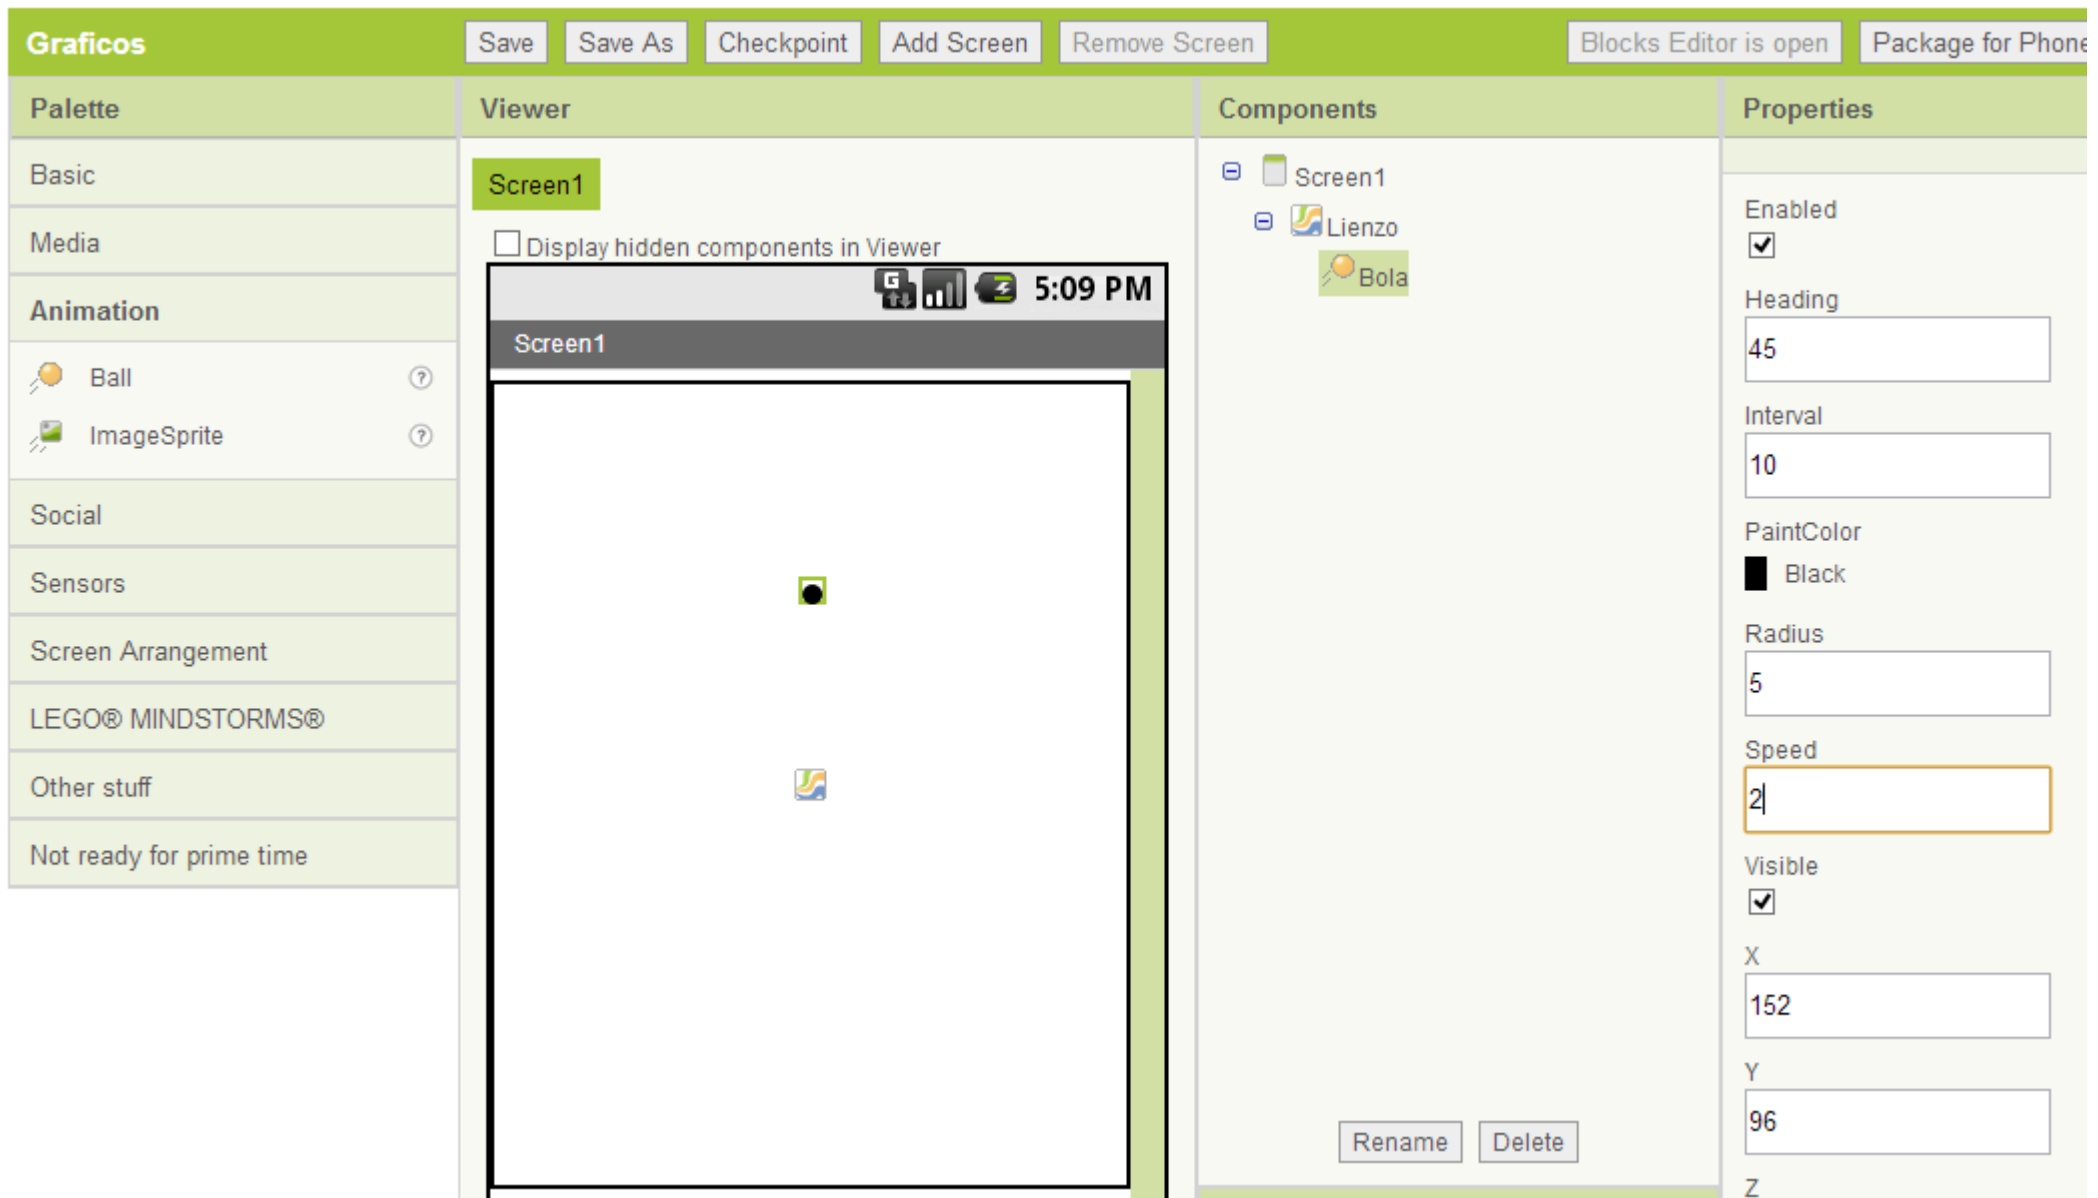 Graficos
Save
Save As
Checkpoint
Add Screen
Remove Screen
Blocks Editor is open
Package for Phone
Palette
Basic
Media
Animation
Ball
?
ImageSprite
?
Social
Sensors
Screen Arrangement
LEGO® MINDSTORMS®
Other stuff
Not ready for prime time
Viewer
Screen1
Display hidden components in Viewer
G
5:09 PM
Screen1
Components
Screen1
Lienzo
Bola
Rename
Delete
Properties
Enabled
Heading
45
Interval
10
PaintColor
Black
Radius
5
Speed
2
Visible
X
152
Y
96
Z